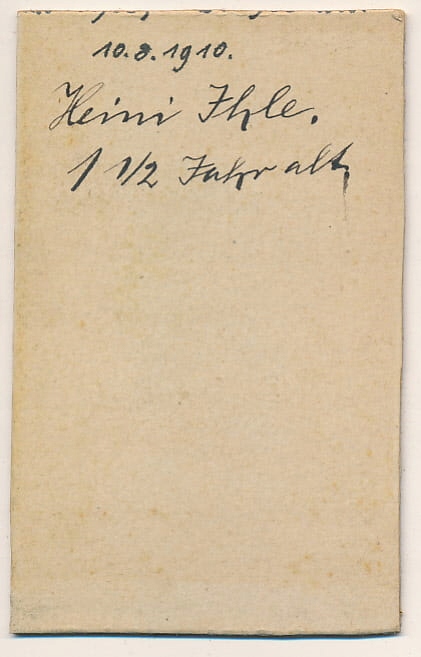 10.8.1910.
Heini Ihle.
1 1/2 Jahr alt,